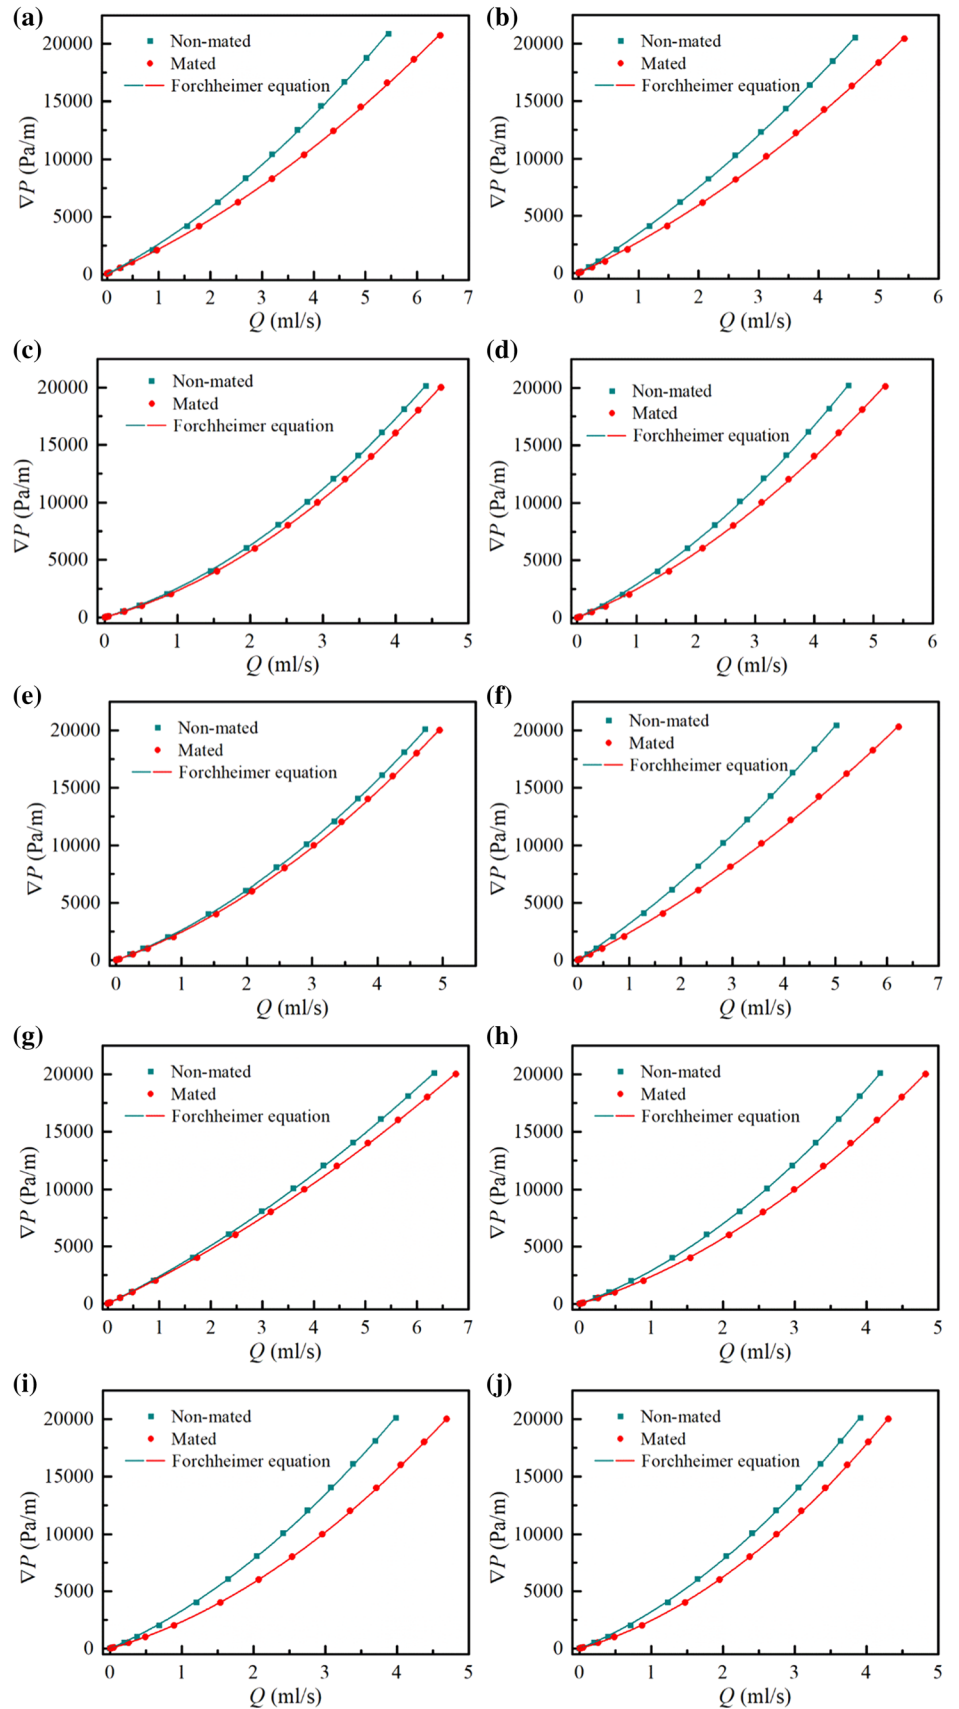 (a)
20000
15000
10000
5000
0
∇P (Pa/m)
Non-mated
Mated
Forchheimer equation
0 1 2 3 4 5 6 7
Q (ml/s)
(b)
20000
15000
10000
5000
0
∇P (Pa/m)
Non-mated
Mated
Forchheimer equation
0 1 2 3 4 5 6
Q (ml/s)
(c)
20000
15000
10000
5000
0
∇P (Pa/m)
Non-mated
Mated
Forchheimer equation
0 1 2 3 4 5
Q (ml/s)
(d)
20000
15000
10000
5000
0
∇P (Pa/m)
Non-mated
Mated
Forchheimer equation
0 1 2 3 4 5 6
Q (ml/s)
(e)
20000
15000
10000
5000
0
∇P (Pa/m)
Non-mated
Mated
Forchheimer equation
0 1 2 3 4 5
Q (ml/s)
(f)
20000
15000
10000
5000
0
∇P (Pa/m)
Non-mated
Mated
Forchheimer equation
0 1 2 3 4 5 6 7
Q (ml/s)
(g)
20000
15000
10000
5000
0
∇P (Pa/m)
Non-mated
Mated
Forchheimer equation
0 1 2 3 4 5 6 7
Q (ml/s)
(h)
20000
15000
10000
5000
0
∇P (Pa/m)
Non-mated
Mated
Forchheimer equation
0 1 2 3 4 5
Q (ml/s)
(i)
20000
15000
10000
5000
0
∇P (Pa/m)
Non-mated
Mated
Forchheimer equation
0 1 2 3 4 5
Q (ml/s)
(j)
20000
15000
10000
5000
0
∇P (Pa/m)
Non-mated
Mated
Forchheimer equation
0 1 2 3 4 5
Q (ml/s)